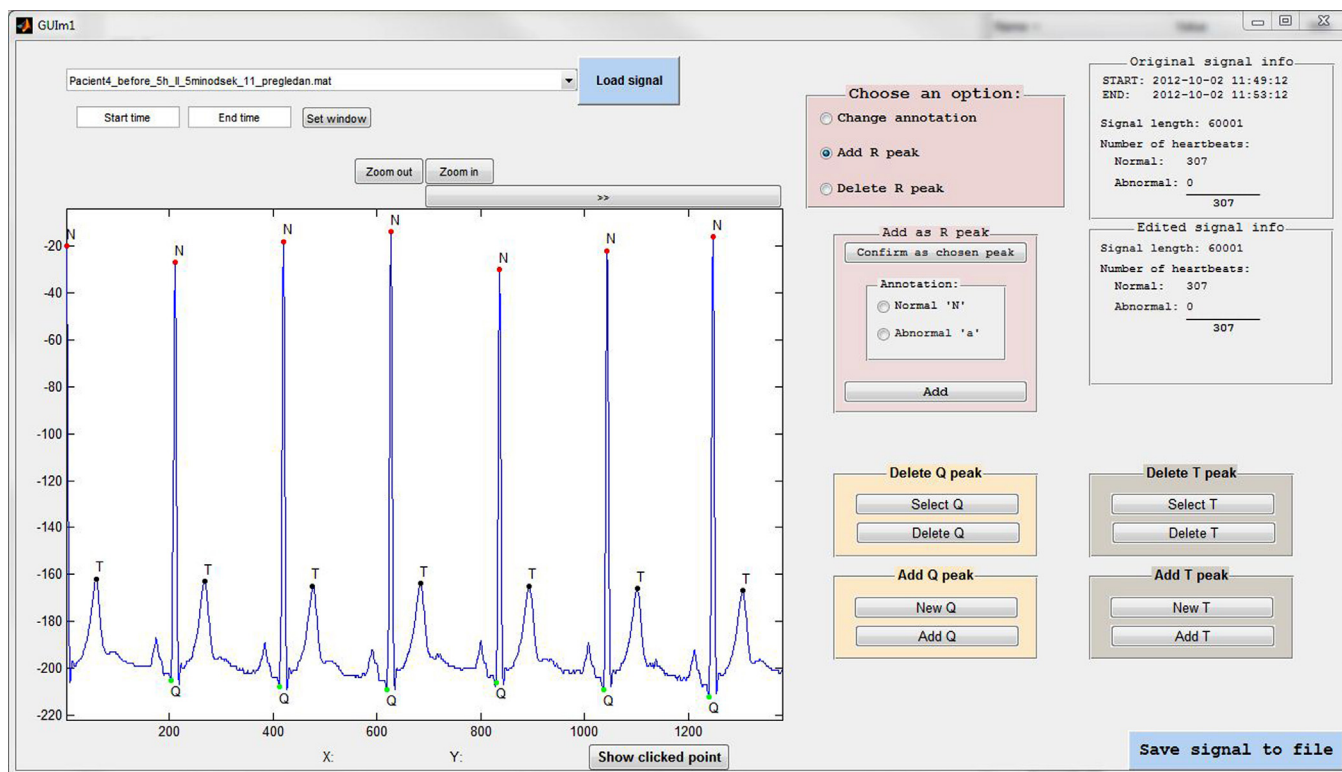 GUIm1
Pacient4_before_5h_II_5minodsek_11_pregledan.mat
Load signal
Start time
End time
Set window
Zoom out
Zoom in
>>
N
N
N
N
N
N
N
-20
-40
-60
-80
-100
-120
-140
-160
-180
-200
-220
T
T
T
T
T
T
T
Q
Q
Q
Q
Q
Q
200
400
600
800
1000
1200
X:
Y:
Show clicked point
Choose an option:
Change annotation
Add R peak
Delete R peak
Add as R peak
Confirm as chosen peak
Annotation:
Normal 'N'
Abnormal 'a'
Add
Original signal info
START: 2012-10-02 11:49:12
END: 2012-10-02 11:53:12
Signal length: 60001
Number of heartbeats:
Normal: 307
Abnormal: 0
307
Edited signal info
Signal length: 60001
Number of heartbeats:
Normal: 307
Abnormal: 0
307
Delete Q peak
Select Q
Delete Q
Add Q peak
New Q
Add Q
Delete T peak
Select T
Delete T
Add T peak
New T
Add T
Save signal to file